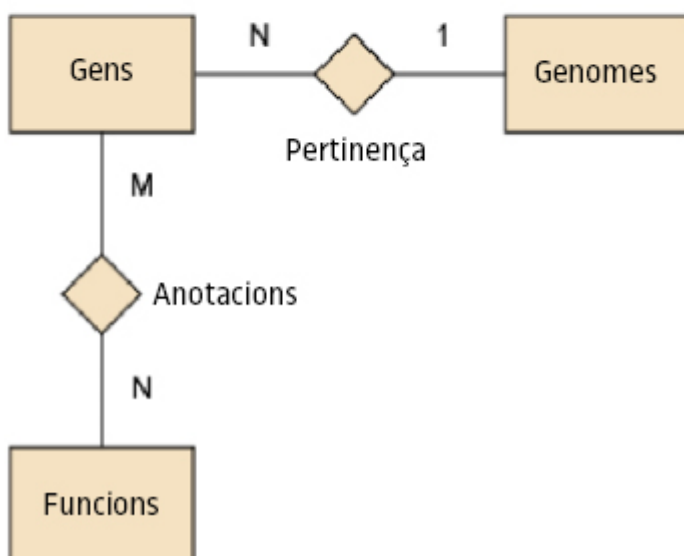 N
1
Gens
Genomes
Pertinença
M
Anotacions
N
Funcions